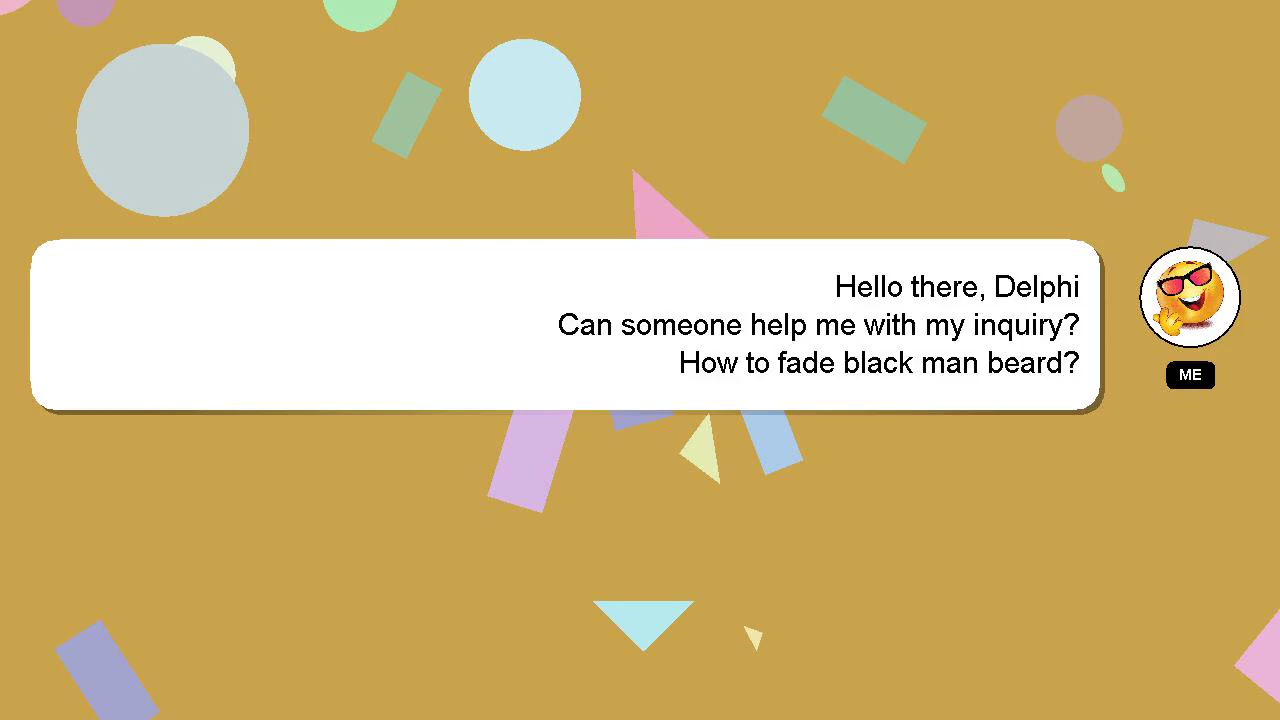 Hello there, Delphi
Can someone help me with my inquiry?
How to fade black man beard?
ME